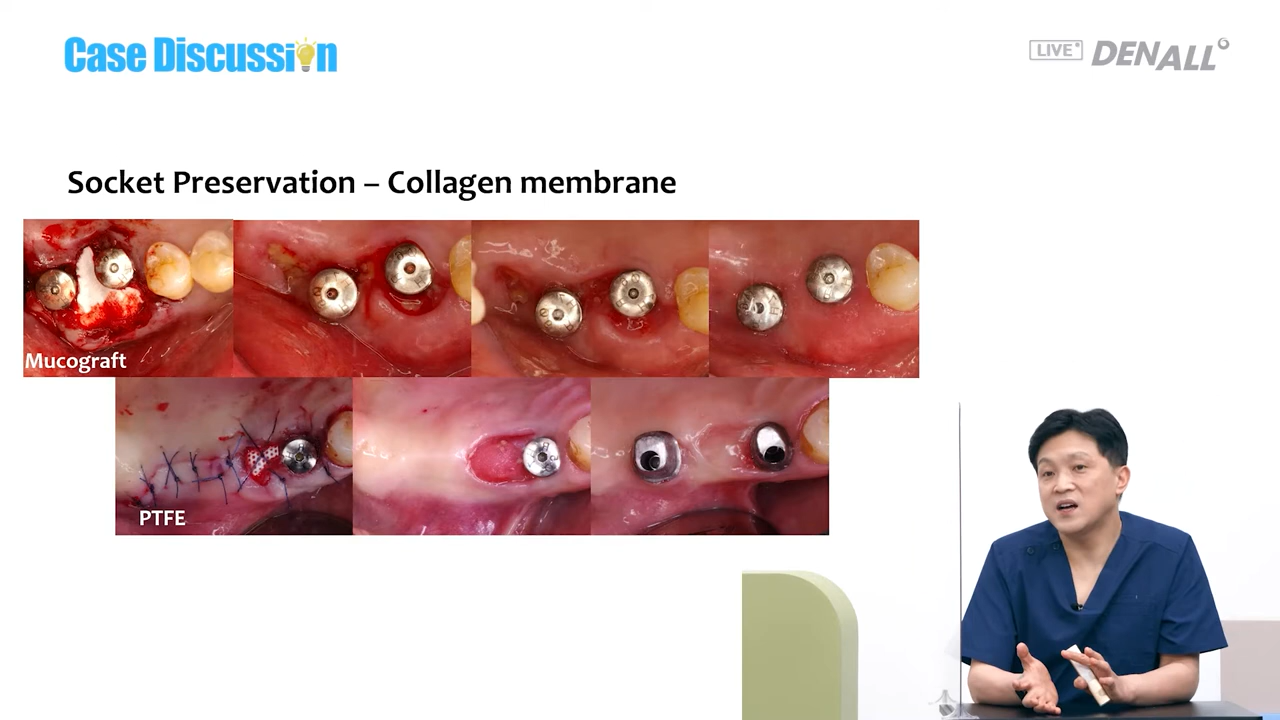 Case Discussion
LIVE
DENALL
Socket Preservation – Collagen membrane
Mucograft
PTFE